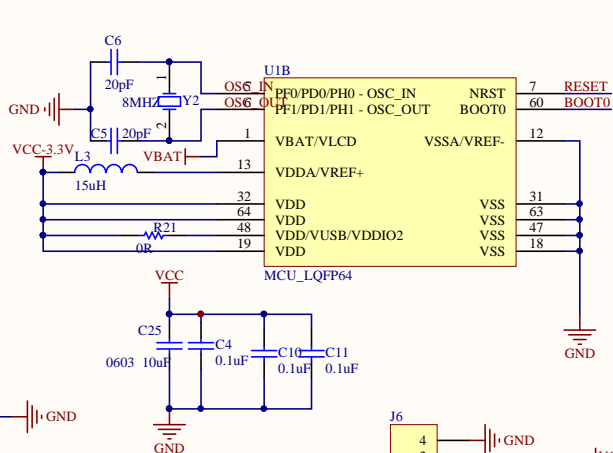 C6
20pF
U1B
OSC_IN
5
PF0/PD0/PH0 - OSC_IN
NRST
7
RESET
1
8MHZ
Y2
GND
OSC_OUT
6
PF1/PD1/PH1 - OSC_OUT
BOOT0
60
BOOT0
2
C5
20pF
VCC-3.3V
VBAT
1
VBAT/VLCD
VSSA/VREF-
12
L3
15uH
13
VDDA/VREF+
32
VDD
VSS
31
64
VDD
VSS
63
R21
0R
48
VDD/VUSB/VDDIO2
VSS
47
19
VDD
VSS
18
MCU_LQFP64
VCC
C25
0603 10uF
C4
0.1uF
C10
0.1uF
C11
0.1uF
GND
GND
GND
J6
4
GND